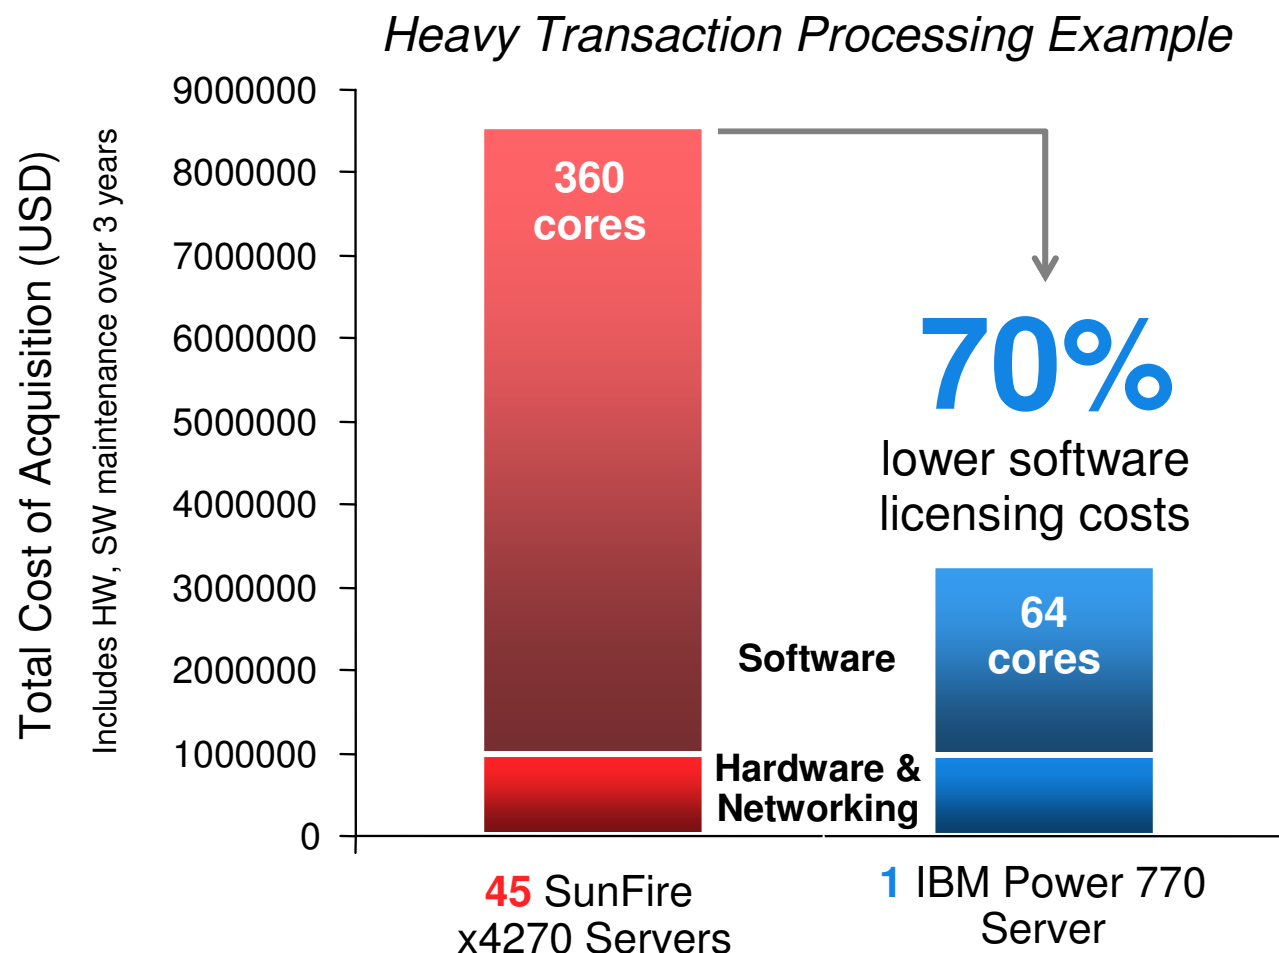 Heavy Transaction Processing Example
Total Cost of Acquisition (USD)
Includes HW, SW maintenance over 3 years
9000000
8000000
7000000
6000000
5000000
4000000
3000000
2000000
1000000
0
360
cores
70%
lower software
licensing costs
64
cores
Software
Hardware &
Networking
45 SunFire
x4270 Servers
1 IBM Power 770
Server